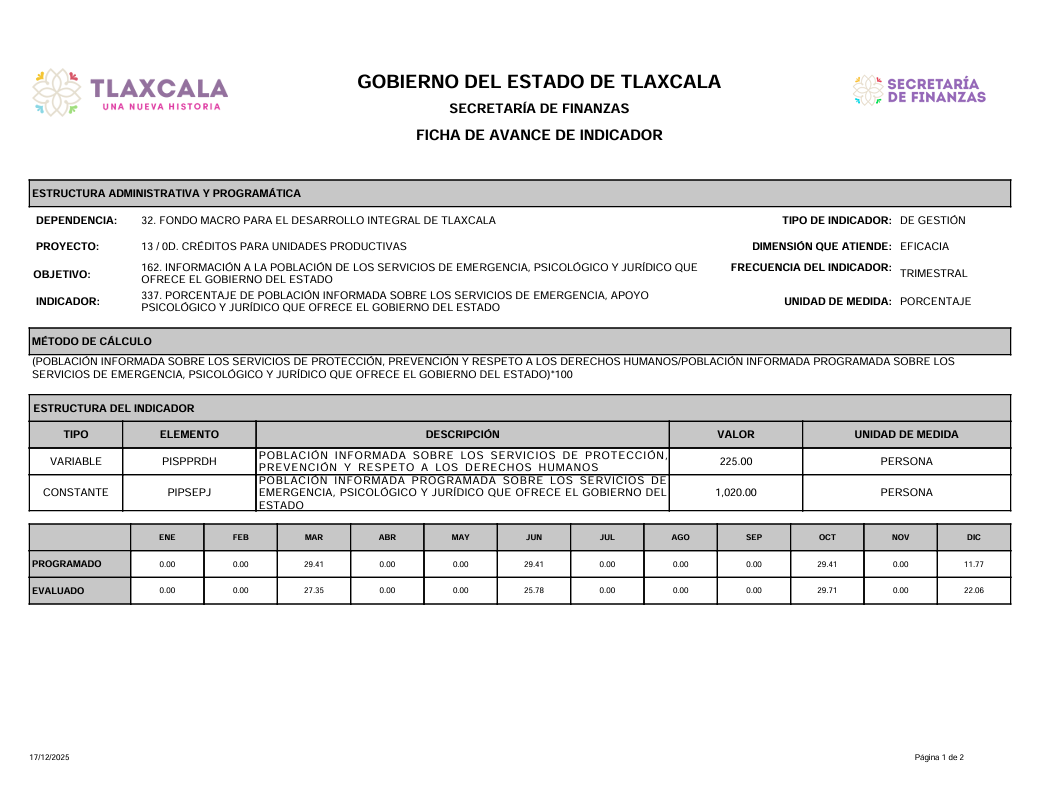 TLAXCALA
UNA NUEVA HISTORIA
GOBIERNO DEL ESTADO DE TLAXCALA
SECRETARÍA DE FINANZAS
FICHA DE AVANCE DE INDICADOR
SECRETARÍA
DE FINANZAS
ESTRUCTURA ADMINISTRATIVA Y PROGRAMÁTICA
DEPENDENCIA: 32. FONDO MACRO PARA EL DESARROLLO INTEGRAL DE TLAXCALA TIPO DE INDICADOR: DE GESTIÓN
PROYECTO: 13 / 0D. CRÉDITOS PARA UNIDADES PRODUCTIVAS DIMENSIÓN QUE ATIENDE: EFICACIA
OBJETIVO: 162. INFORMACIÓN A LA POBLACIÓN DE LOS SERVICIOS DE EMERGENCIA, PSICOLÓGICO Y JURÍDICO QUE
OFRECE EL GOBIERNO DEL ESTADO
FRECUENCIA DEL INDICADOR: TRIMESTRAL
INDICADOR: 337. PORCENTAJE DE POBLACIÓN INFORMADA SOBRE LOS SERVICIOS DE EMERGENCIA, APOYO
PSICOLÓGICO Y JURÍDICO QUE OFRECE EL GOBIERNO DEL ESTADO
UNIDAD DE MEDIDA: PORCENTAJE
MÉTODO DE CÁLCULO
(POBLACIÓN INFORMADA SOBRE LOS SERVICIOS DE PROTECCIÓN, PREVENCIÓN Y RESPETO A LOS DERECHOS HUMANOS/POBLACIÓN INFORMADA PROGRAMADA SOBRE LOS
SERVICIOS DE EMERGENCIA, PSICOLÓGICO Y JURÍDICO QUE OFRECE EL GOBIERNO DEL ESTADO)*100
ESTRUCTURA DEL INDICADOR
TIPO ELEMENTO DESCRIPCIÓN VALOR UNIDAD DE MEDIDA
VARIABLE PISPPRDH POBLACIÓN INFORMADA SOBRE LOS SERVICIOS DE PROTECCIÓN,
PREVENCIÓN Y RESPETO A LOS DERECHOS HUMANOS
225.00 PERSONA
CONSTANTE PIPSEPJ POBLACIÓN INFORMADA PROGRAMADA SOBRE LOS SERVICIOS DE
EMERGENCIA, PSICOLÓGICO Y JURÍDICO QUE OFRECE EL GOBIERNO DEL
ESTADO
1,020.00 PERSONA
ENE FEB MAR ABR MAY JUN JUL AGO SEP OCT NOV DIC
PROGRAMADO 0.00 0.00 29.41 0.00 0.00 29.41 0.00 0.00 0.00 29.41 0.00 11.77
EVALUADO 0.00 0.00 27.35 0.00 0.00 25.78 0.00 0.00 0.00 29.71 0.00 22.06
17/12/2025 Página 1 de 2